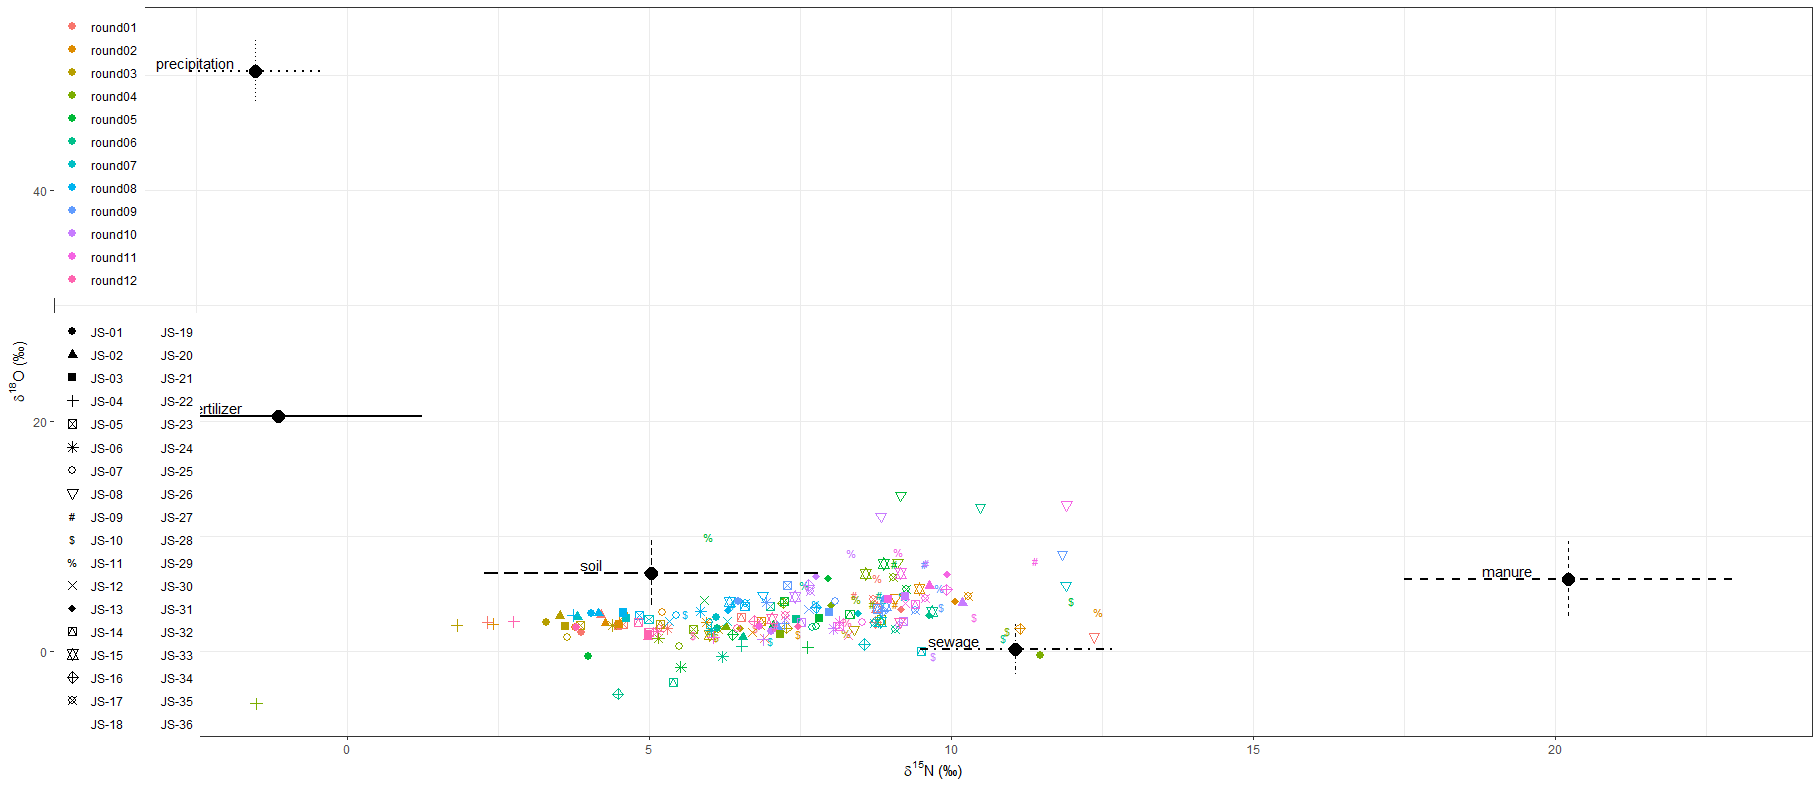 round01
round02
round03
round04
round05
round06
round07
round08
round09
round10
round11
round12
precipitation
40
20
0
δ18O (‰)
JS-01 JS-19
JS-02 JS-20
JS-03 JS-21
JS-04 JS-22
JS-05 JS-23
JS-06 JS-24
JS-07 JS-25
JS-08 JS-26
# JS-09 JS-27
$ JS-10 JS-28
% JS-11 JS-29
JS-12 JS-30
JS-13 JS-31
JS-14 JS-32
JS-15 JS-33
JS-16 JS-34
JS-17 JS-35
JS-18 JS-36
ertilizer
soil
manure
sewage
0 5 10 15 20
δ15N (‰)